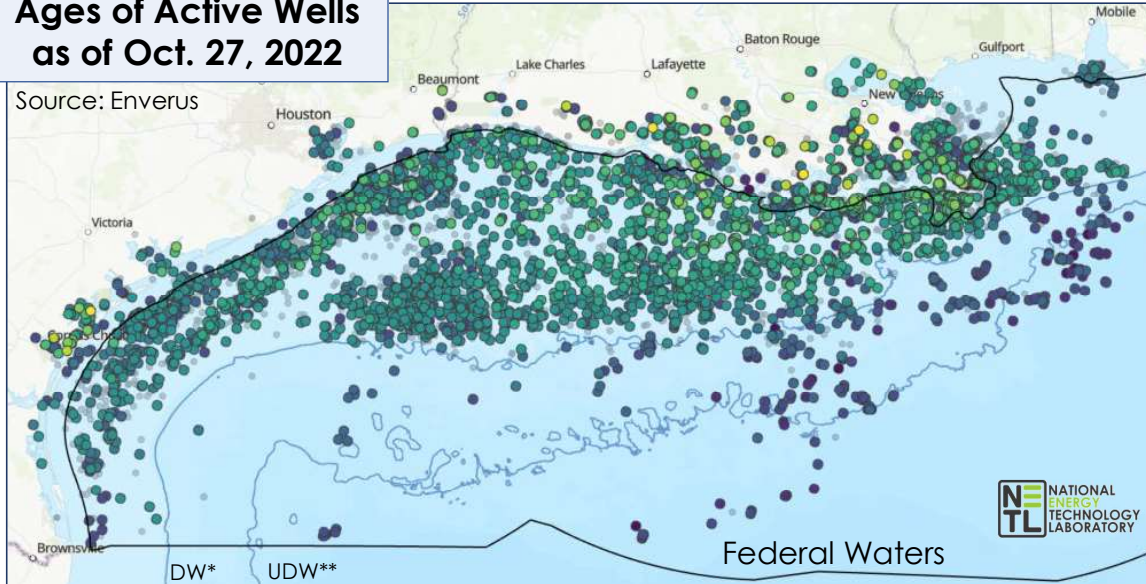 Ages of Active Wells
as of Oct. 27, 2022
Source: Enverus
Mobile
Baton Rouge
Gulfport
Lake Charles
Lafayette
Beaumont
New
Houston
Victoria
Brownsville
DW*
UDW**
Federal Waters
NETL
NATIONAL
ENERGY
TECHNOLOGY
LABORATORY